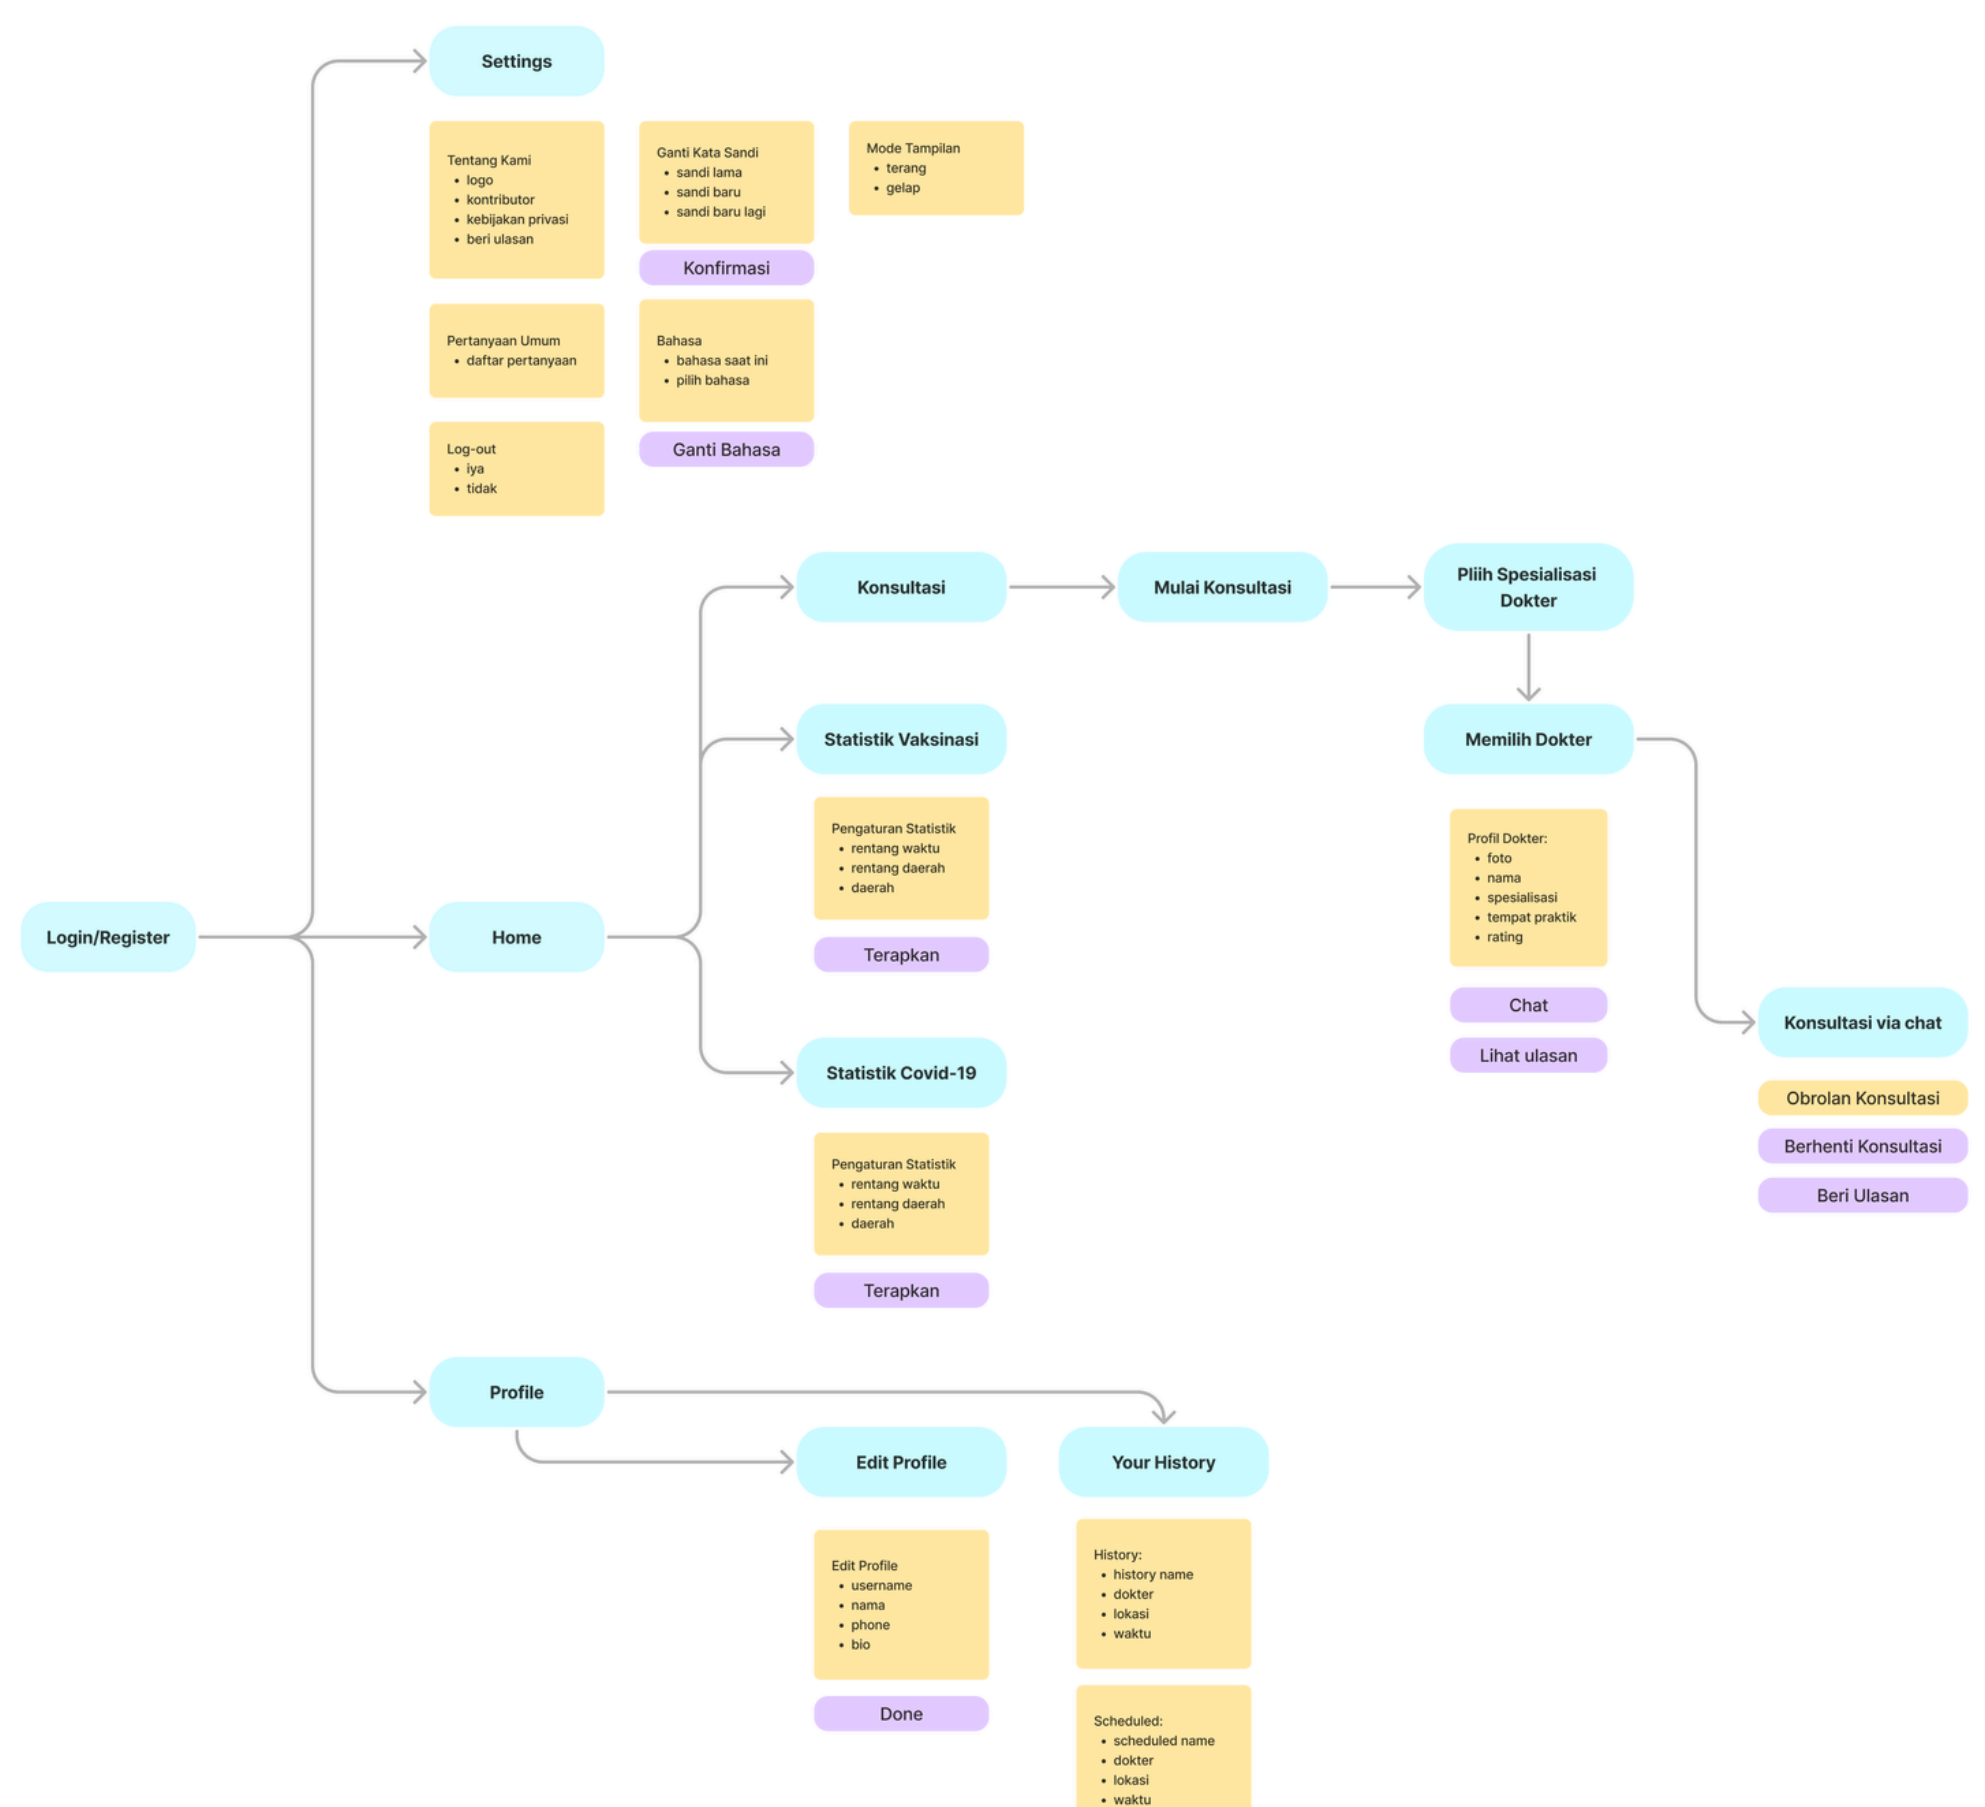 Settings
Tentang Kami
• logo
• kontributor
• kebijakan privasi
• beri ulasan
Ganti Kata Sandi
• sandi lama
• sandi baru
• sandi baru lagi
Konfirmasi
Mode Tampilan
• terang
• gelap
Pertanyaan Umum
• daftar pertanyaan
Bahasa
• bahasa saat ini
• pilih bahasa
Ganti Bahasa
Log-out
• iya
• tidak
Konsultasi
Mulai Konsultasi
Pliih Spesialisasi
Dokter
Statistik Vaksinasi
Pengaturan Statistik
• rentang waktu
• rentang daerah
• daerah
Terapkan
Memilih Dokter
Profil Dokter:
• foto
• nama
• spesialisasi
• tempat praktik
• rating
Chat
Lihat ulasan
Login/Register
Home
Konsultasi via chat
Obrolan Konsultasi
Berhenti Konsultasi
Beri Ulasan
Statistik Covid-19
Pengaturan Statistik
• rentang waktu
• rentang daerah
• daerah
Terapkan
Profile
Edit Profile
Edit Profile
• username
• nama
• phone
• bio
Done
Your History
History:
• history name
• dokter
• lokasi
• waktu
Scheduled:
• scheduled name
• dokter
• lokasi
• waktu